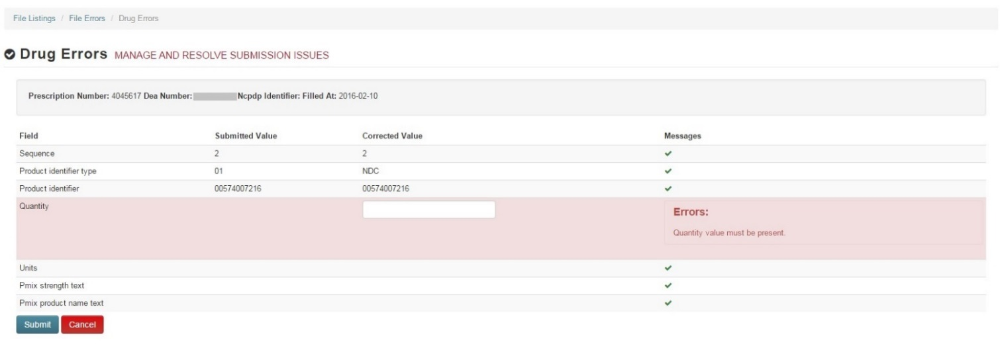 File Listings / File Errors / Drug Errors
Drug Errors MANAGE AND RESOLVE SUBMISSION ISSUES
Prescription Number: 4045617 Dea Number: Ncpdp Identifier: Filled At: 2016-02-10
Field Submitted Value Corrected Value Messages
Sequence 2 2
Product identifier type 01 NDC
Product identifier 00574007216 00574007216
Quantity
Errors:
Quantity value must be present.
Units
Pmix strength text
Pmix product name text
Submit Cancel